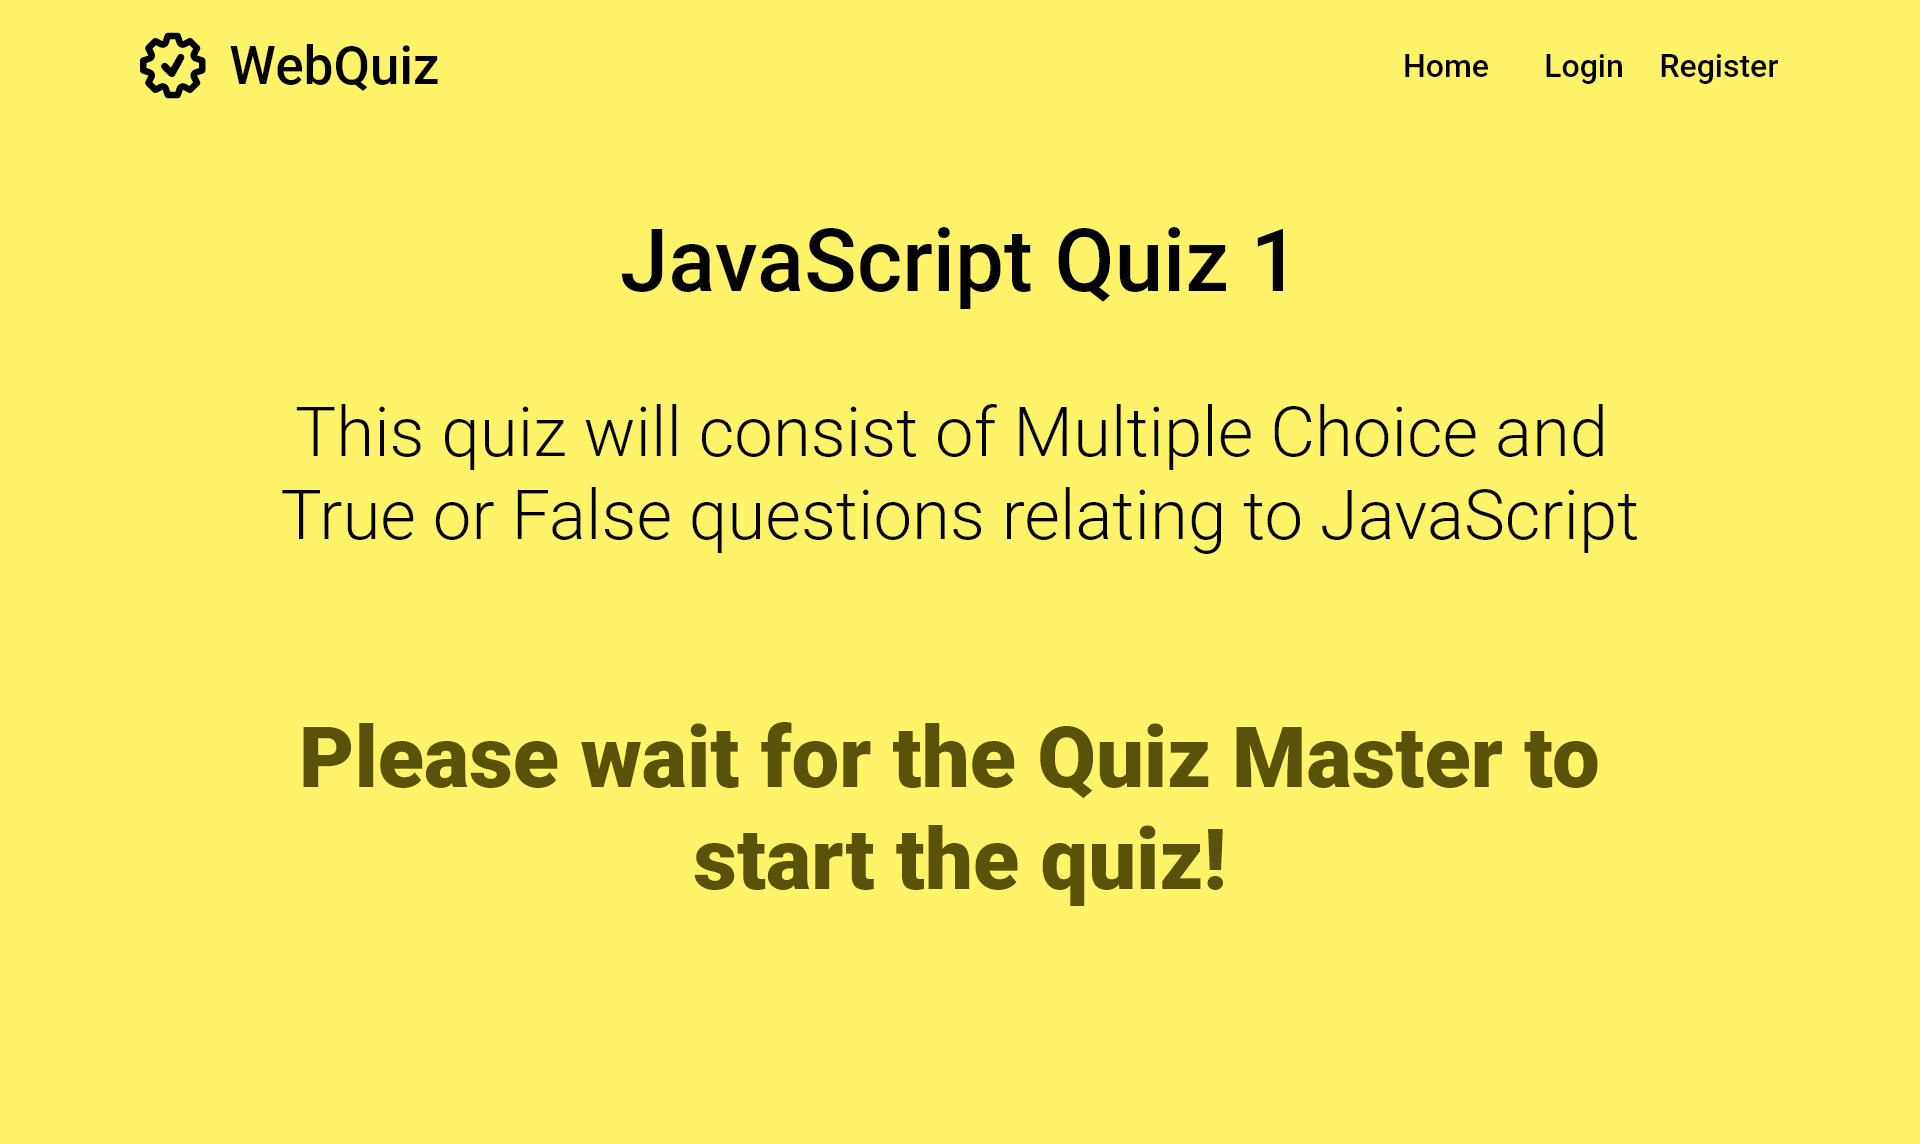 WebQuiz
Home Login Register
JavaScript Quiz 1
This quiz will consist of Multiple Choice and
True or False questions relating to JavaScript
Please wait for the Quiz Master to
start the quiz!